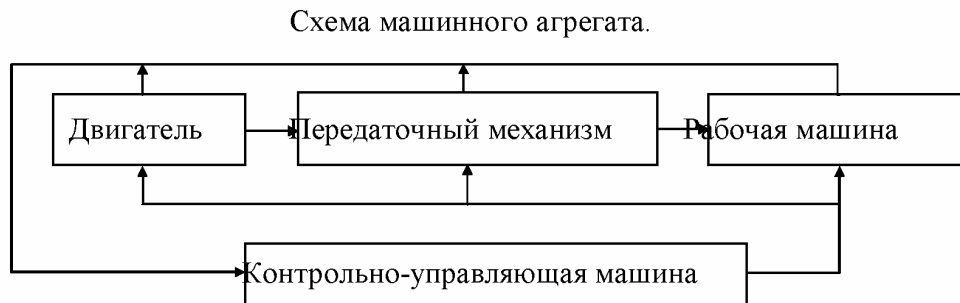 Схема машинного агрегата.
Двигатель Передаточный механизм Рабочая машина
Контрольно-управляющая машина